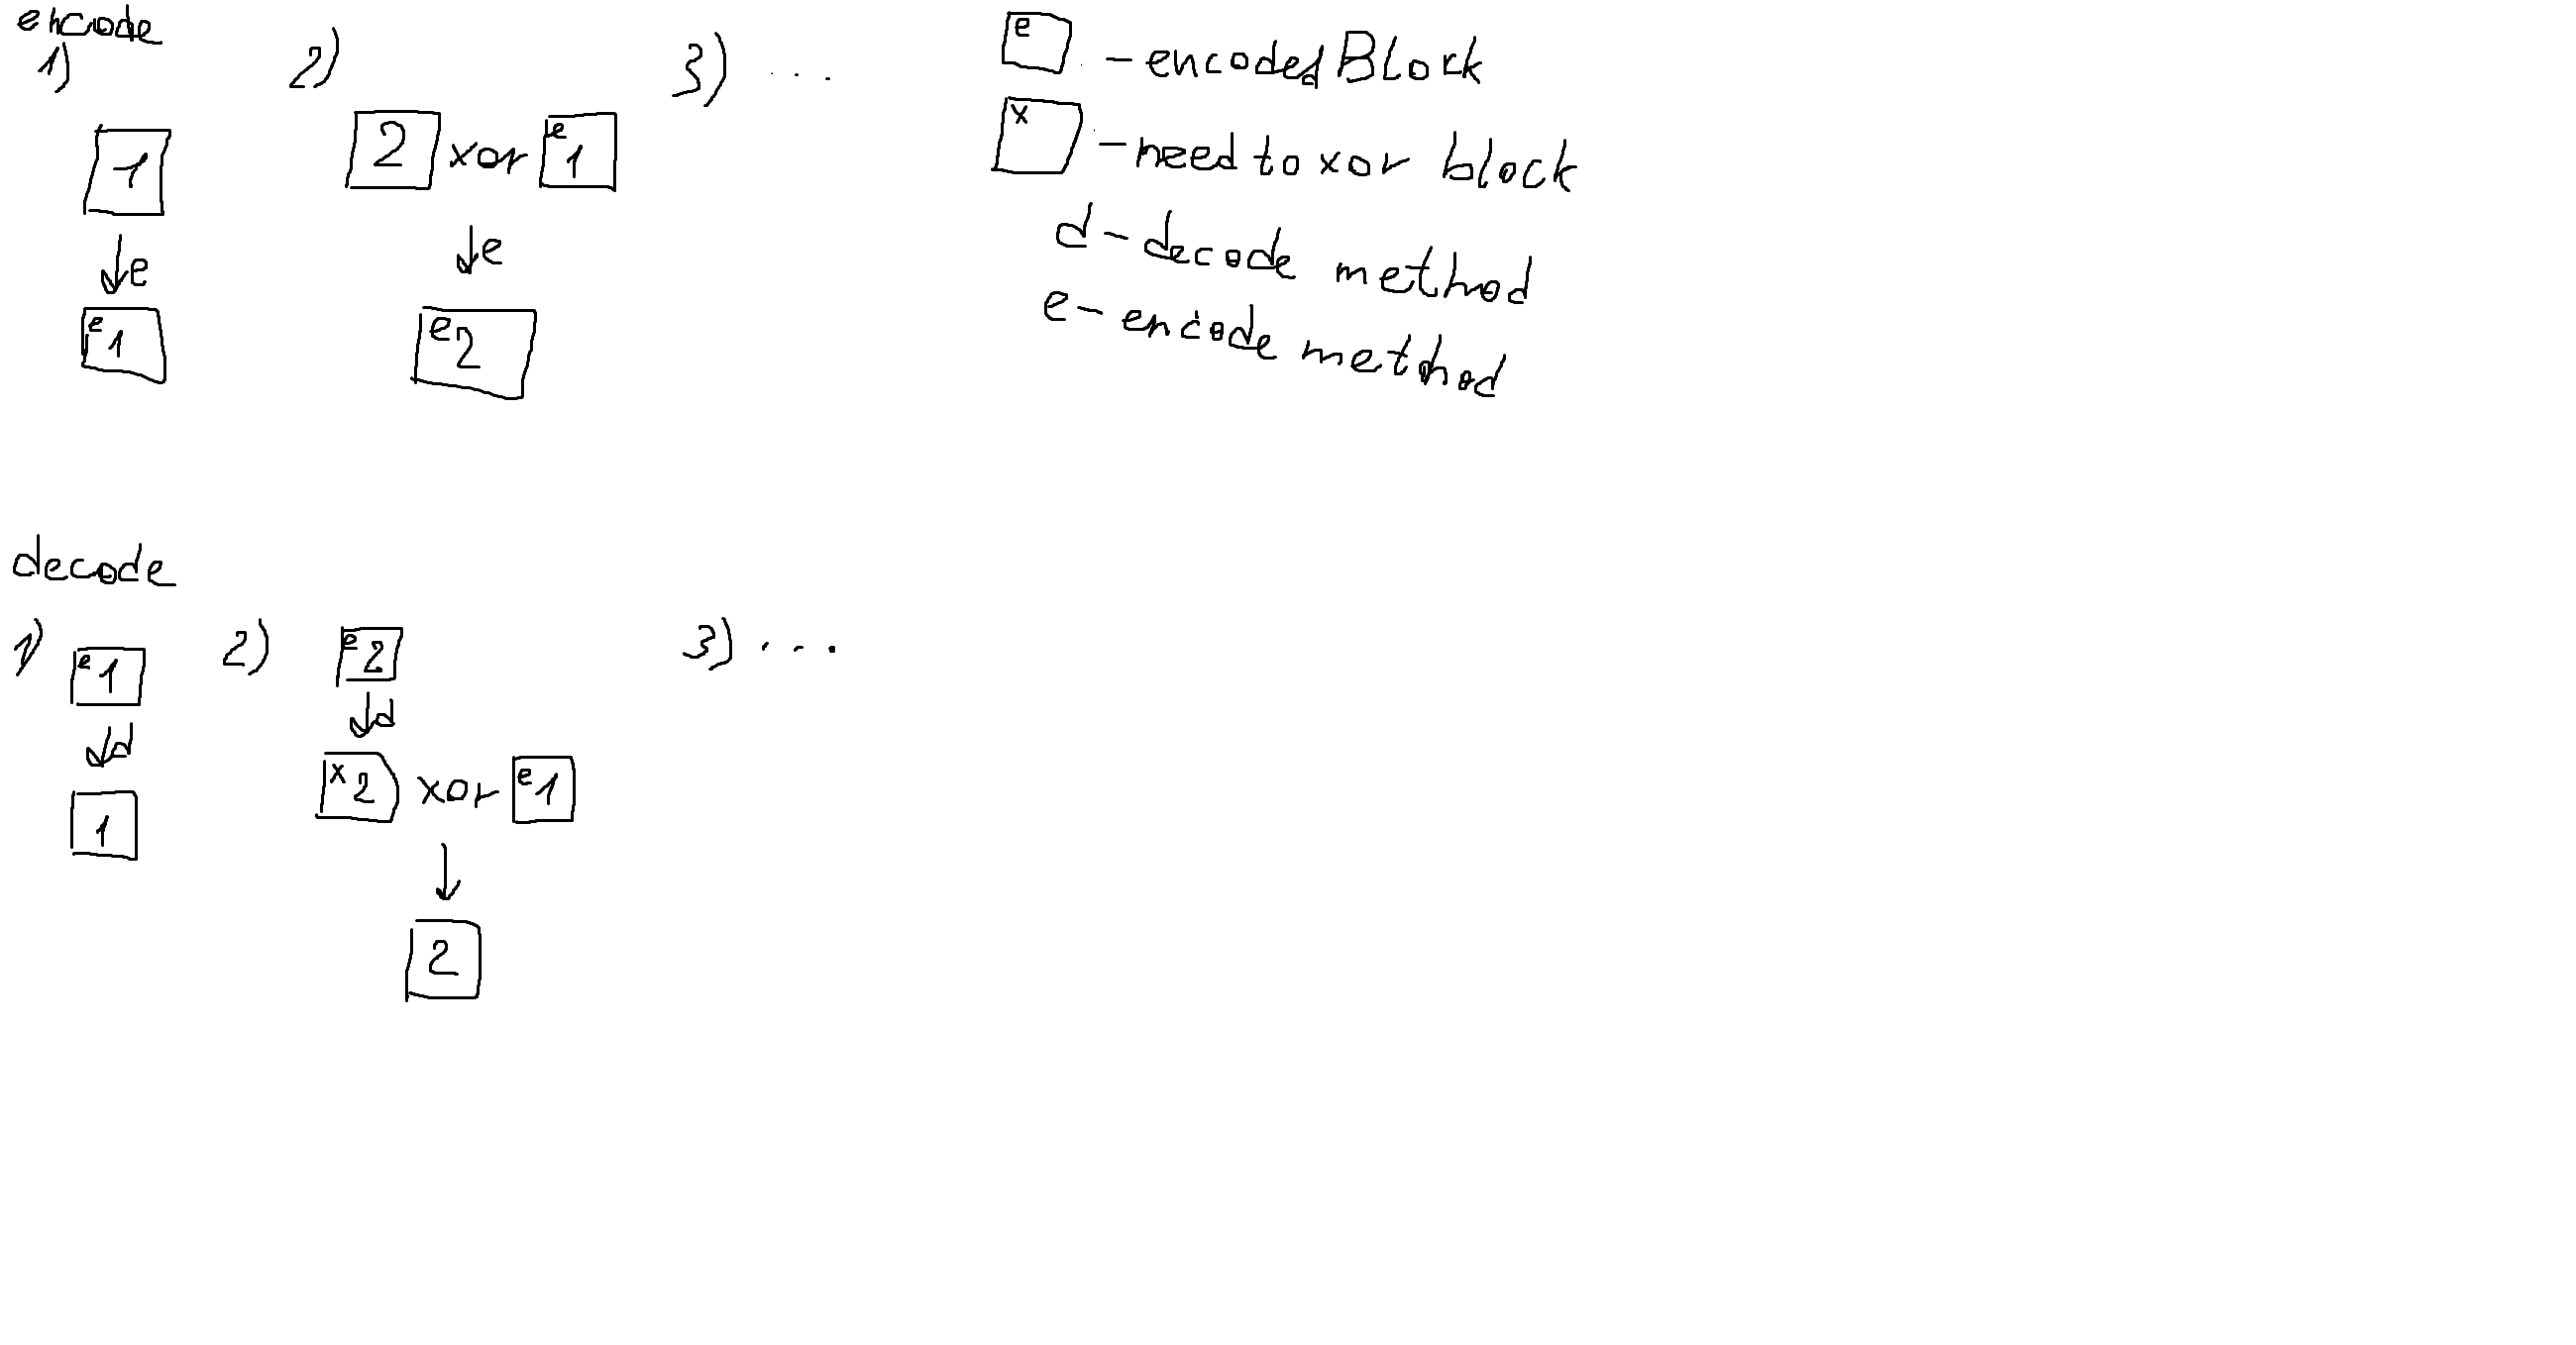 encode
1) 2) 3) ...
1
e
e 1
2 xor e 1
e
e 2
e - encoded Block
x - need to xor block
d - decode method
e - encode method
decode
1) 2) 3) ...
e 1
d
1
e 2
d
x 2 xor e 1
2